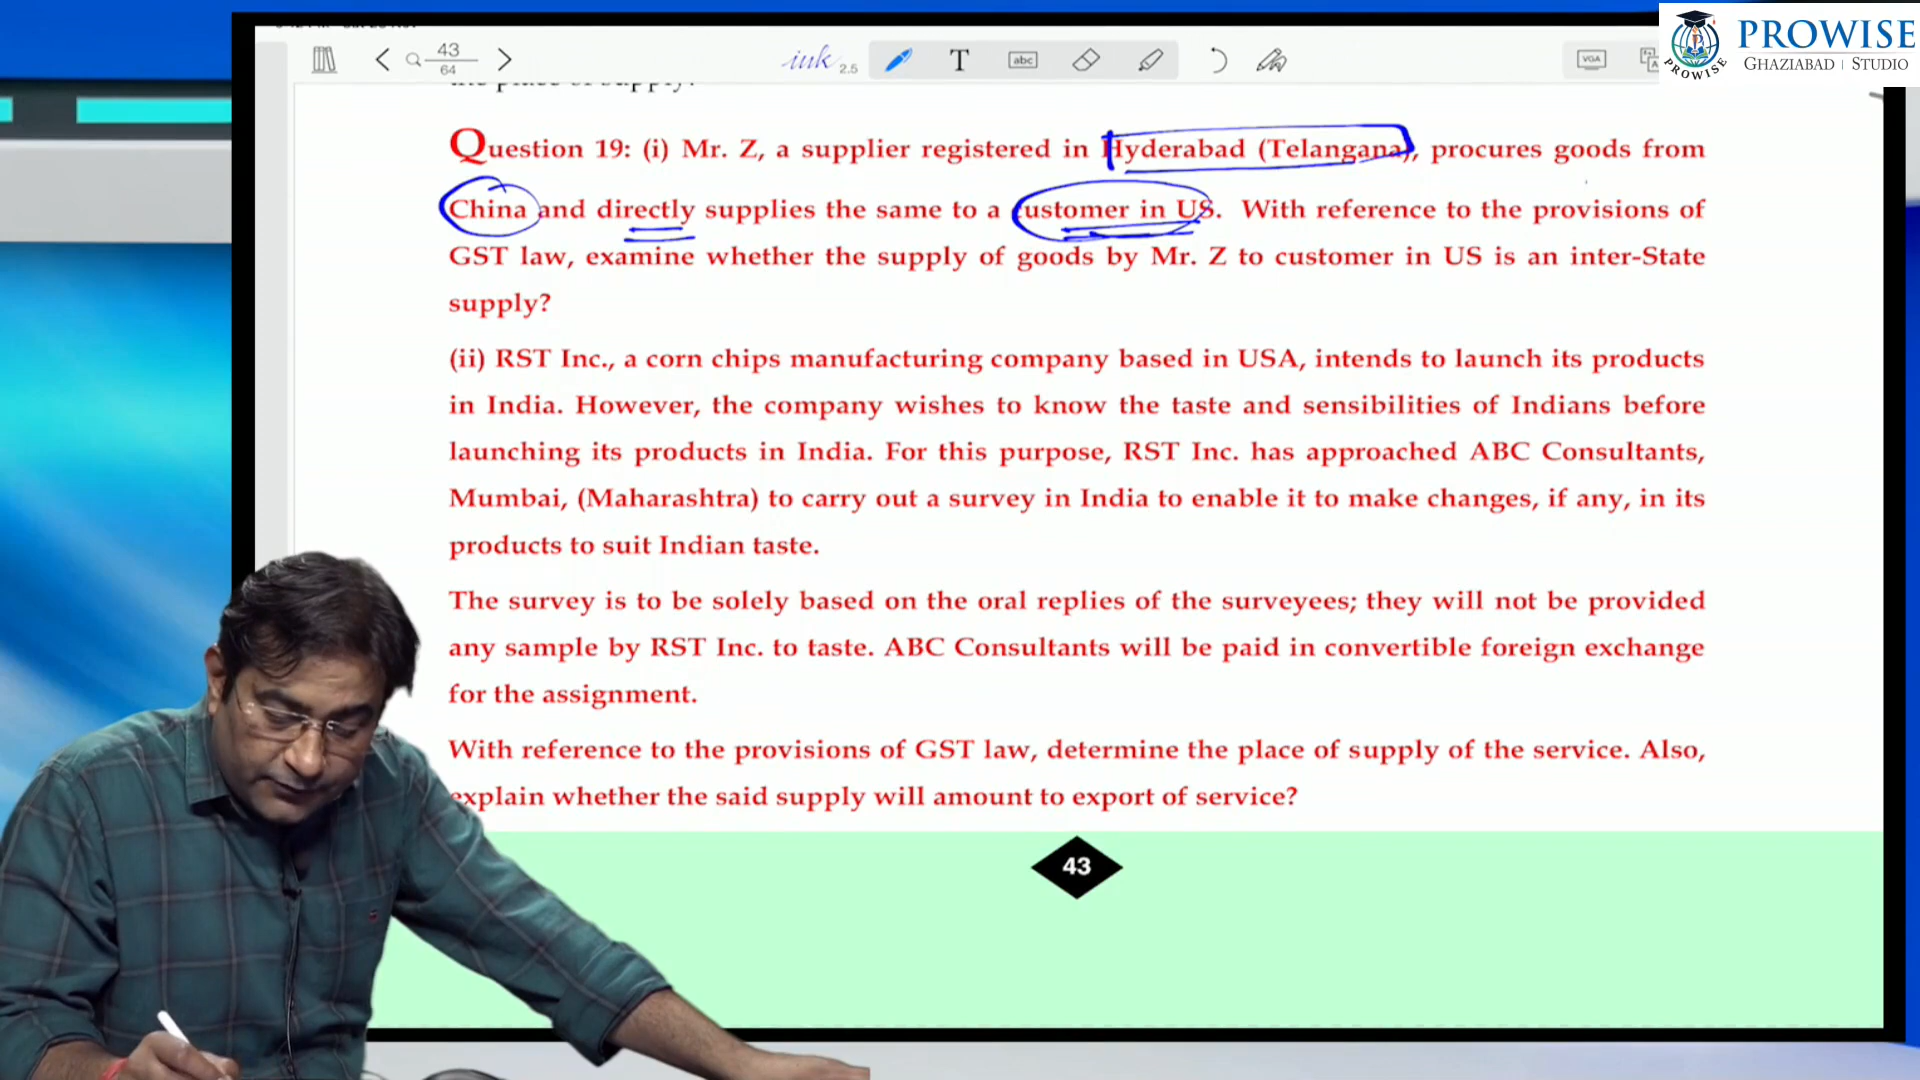 PROWISE
GHAZIABAD | STUDIO
PROWISE
43
64
ink 2.5
T
abc
VGA
the place of supply.
Question 19: (i) Mr. Z, a supplier registered in Hyderabad (Telangana), procures goods from
China and directly supplies the same to a customer in US. With reference to the provisions of
GST law, examine whether the supply of goods by Mr. Z to customer in US is an inter-State
supply?
(ii) RST Inc., a corn chips manufacturing company based in USA, intends to launch its products
in India. However, the company wishes to know the taste and sensibilities of Indians before
launching its products in India. For this purpose, RST Inc. has approached ABC Consultants,
Mumbai, (Maharashtra) to carry out a survey in India to enable it to make changes, if any, in its
products to suit Indian taste.
The survey is to be solely based on the oral replies of the surveyees; they will not be provided
any sample by RST Inc. to taste. ABC Consultants will be paid in convertible foreign exchange
for the assignment.
With reference to the provisions of GST law, determine the place of supply of the service. Also,
explain whether the said supply will amount to export of service?
43